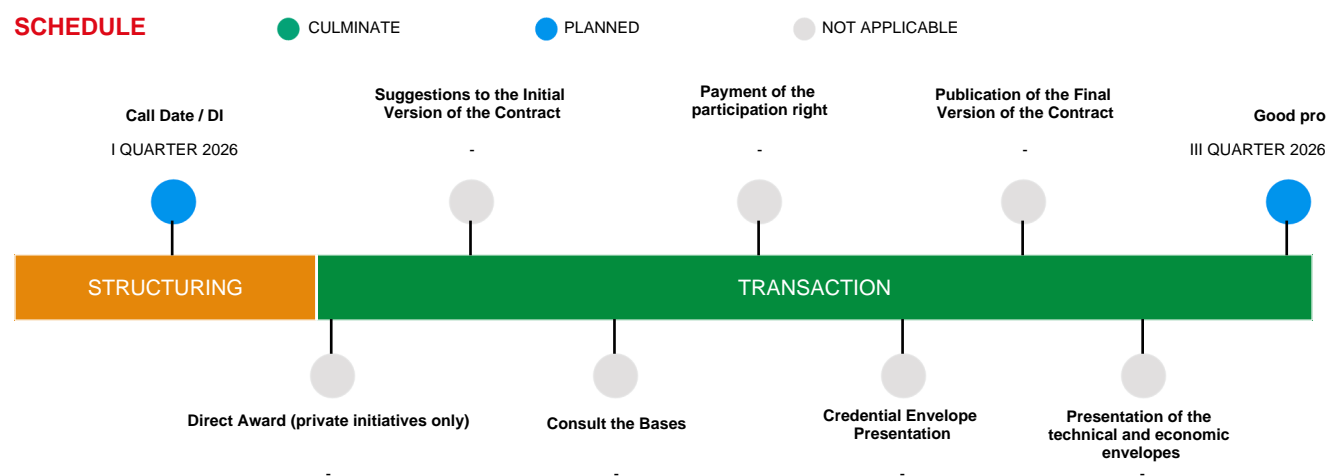 SCHEDULE
CULMINATE
PLANNED
NOT APPLICABLE
Call Date / DI
I QUARTER 2026
Suggestions to the Initial
Version of the Contract
-
Payment of the
participation right
-
Publication of the Final
Version of the Contract
-
Good pro
III QUARTER 2026
STRUCTURING
TRANSACTION
Direct Award (private initiatives only)
Consult the Bases
Credential Envelope
Presentation
Presentation of the
technical and economic
envelopes